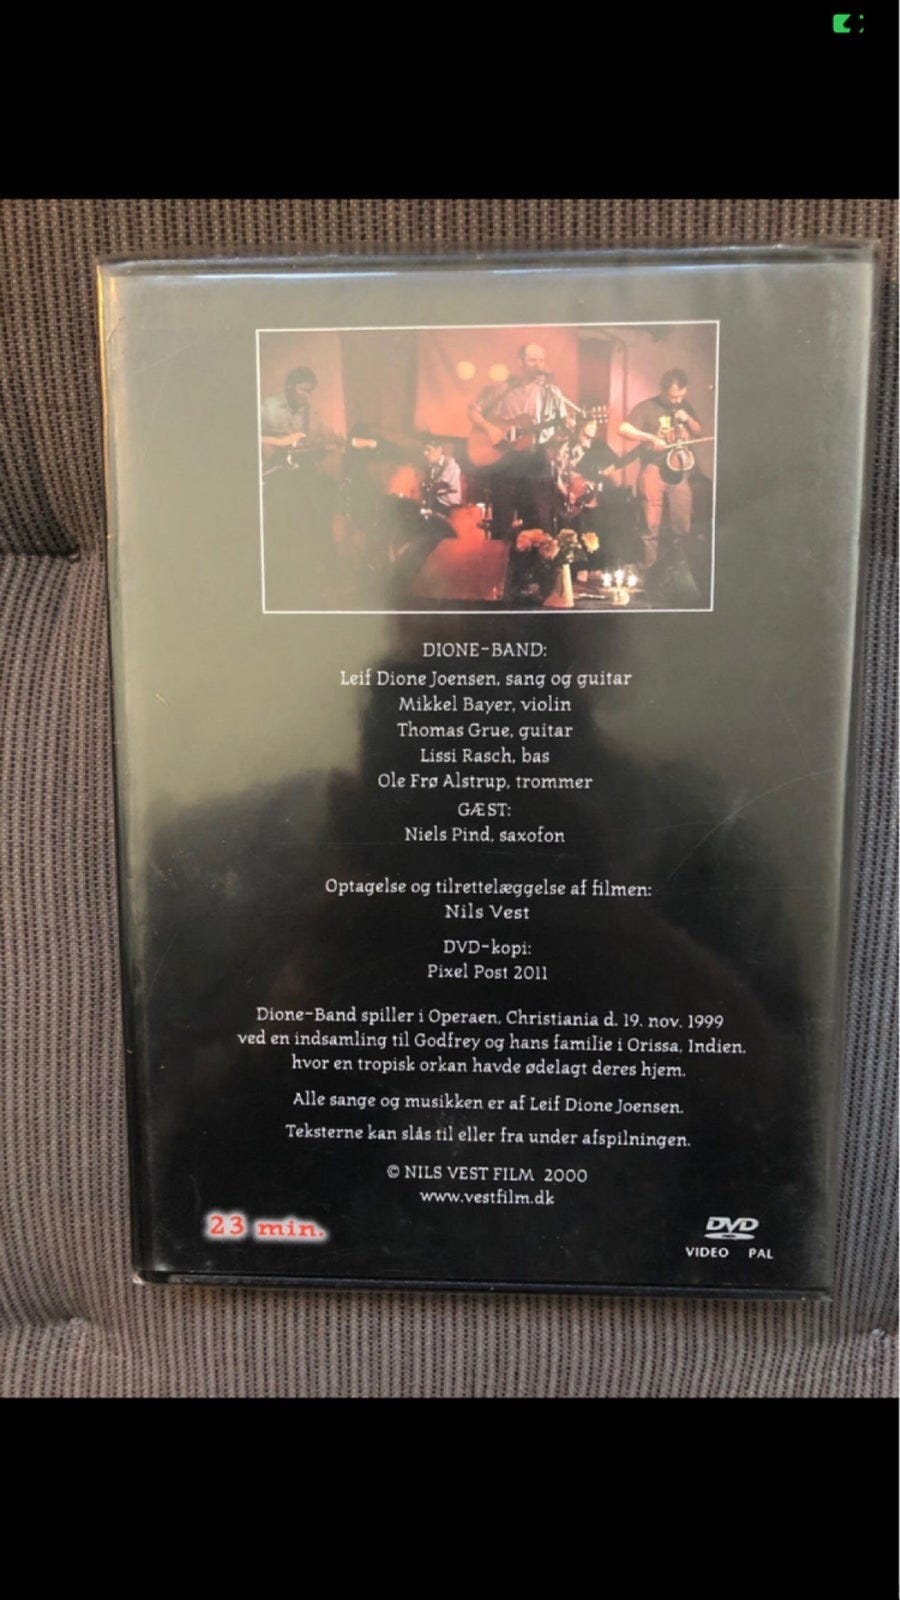 DIONE-BAND:
Leif Dione Joensen, sang og guitar
Mikkel Bayer, violin
Thomas Grue, guitar
Lissi Rasch, bas
Ole Frø Alstrup, trommer
GÆST:
Niels Pind, saxofon
Optagelse og tilrettelæggelse af filmen:
Nils Vest
DVD-kopi:
Pixel Post 2011
Dione-Band spiller i Operaen, Christiania d. 19. nov. 1999
ved en indsamling til Godfrey og hans familie i Orissa, Indien,
hvor en tropisk orkan havde ødelagt deres hjem.
Alle sange og musikken er af Leif Dione Joensen.
Teksterne kan slås til eller fra under afspilningen.
© NILS VEST FILM 2000
www.vestfilm.dk
23 min.
DVD
VIDEO PAL